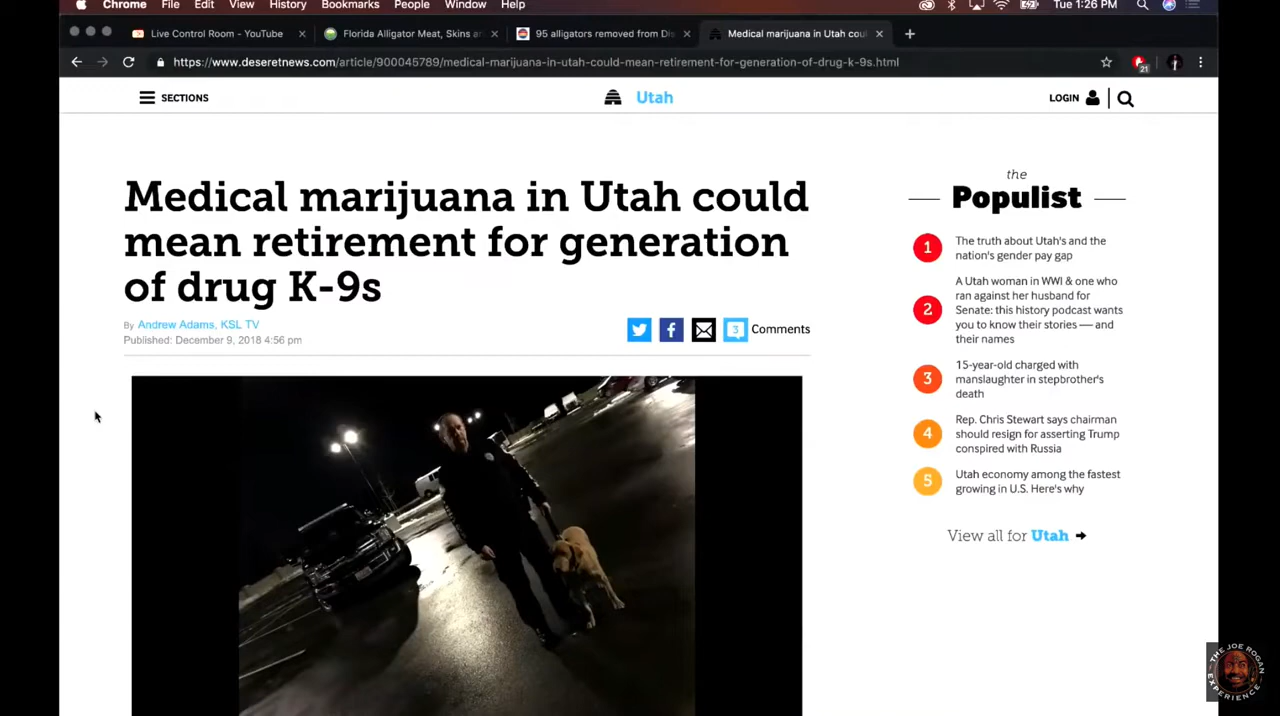 Chrome File Edit View History Bookmarks People Window Help Tue 1:26 PM
Live Control Room - YouTube × Florida Alligator Meat, Skins ar × 95 alligators removed from Dis × Medical marijuana in Utah coul × +
https://www.deseretnews.com/article/900045789/medical-marijuana-in-utah-could-mean-retirement-for-generation-of-drug-k-9s.html
21
SECTIONS
Utah
LOGIN
Medical marijuana in Utah could
mean retirement for generation
of drug K-9s
By Andrew Adams, KSL TV
Published: December 9, 2018 4:56 pm
3 Comments
the
Populist
1 The truth about Utah's and the
nation's gender pay gap
2 A Utah woman in WWI & one who
ran against her husband for
Senate: this history podcast wants
you to know their stories — and
their names
3 15-year-old charged with
manslaughter in stepbrother's
death
4 Rep. Chris Stewart says chairman
should resign for asserting Trump
conspired with Russia
5 Utah economy among the fastest
growing in U.S. Here's why
View all for Utah
THE JOE ROGAN
EXPERIENCE